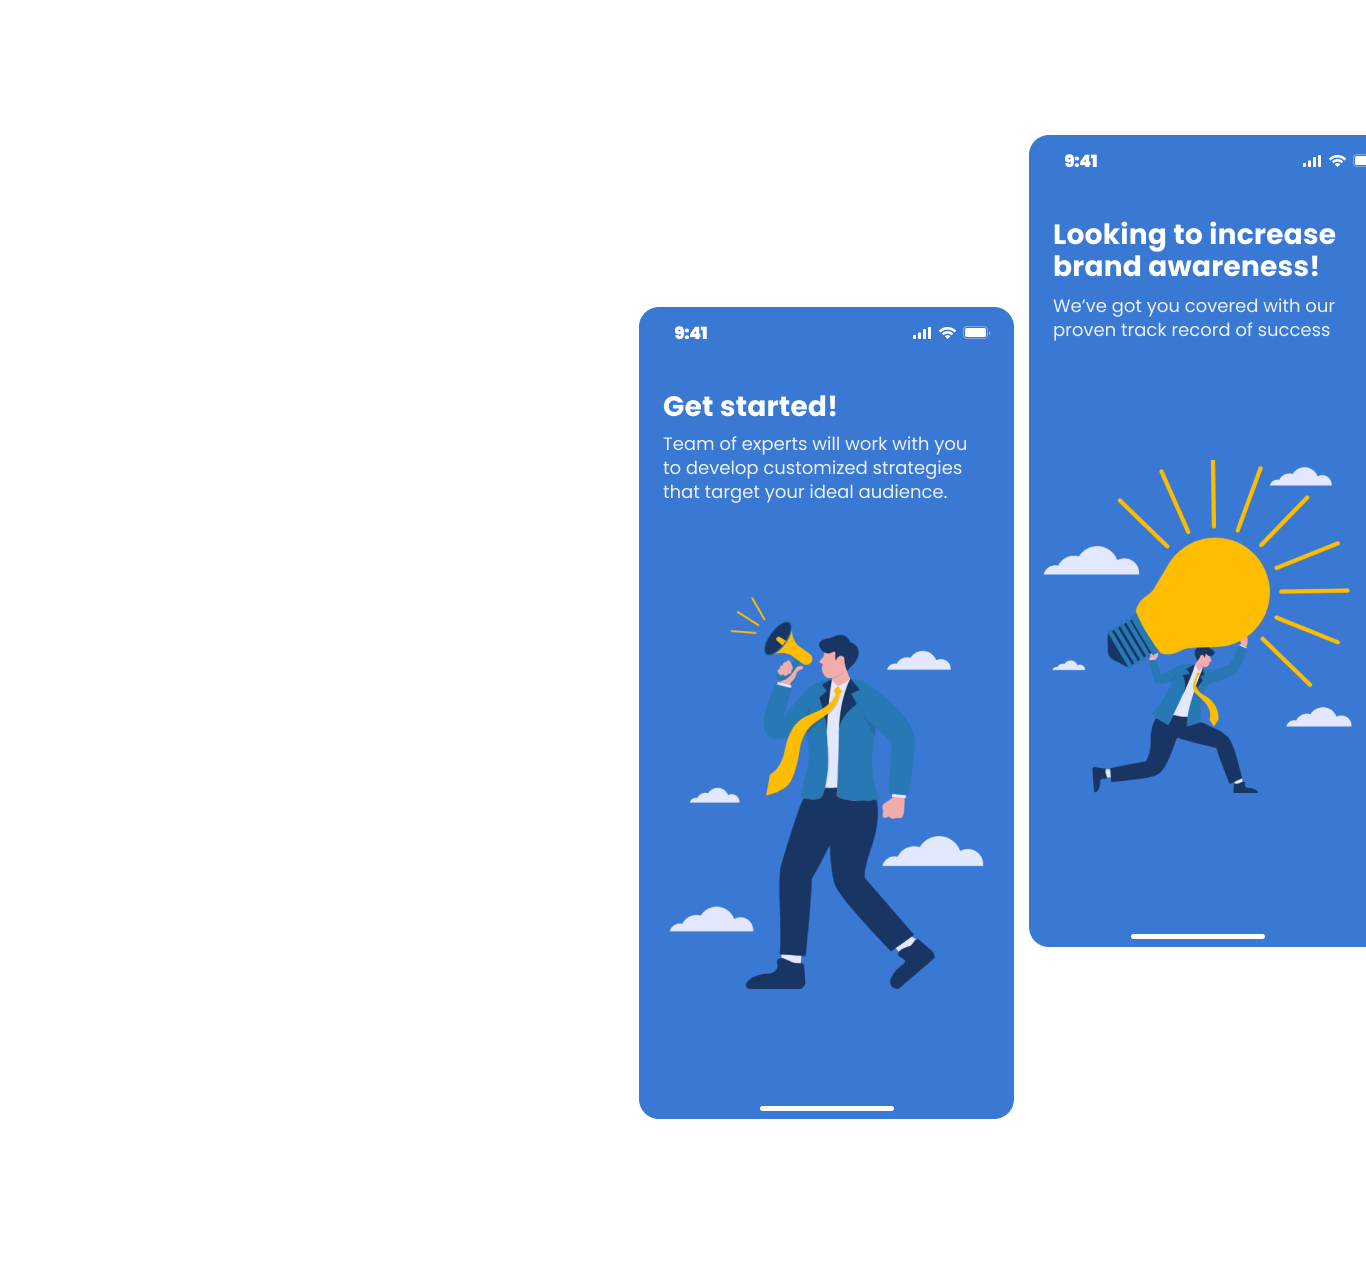 9:41
Get started!
Team of experts will work with you
to develop customized strategies
that target your ideal audience.
9:41
Looking to increase
brand awareness!
We’ve got you covered with our
proven track record of success